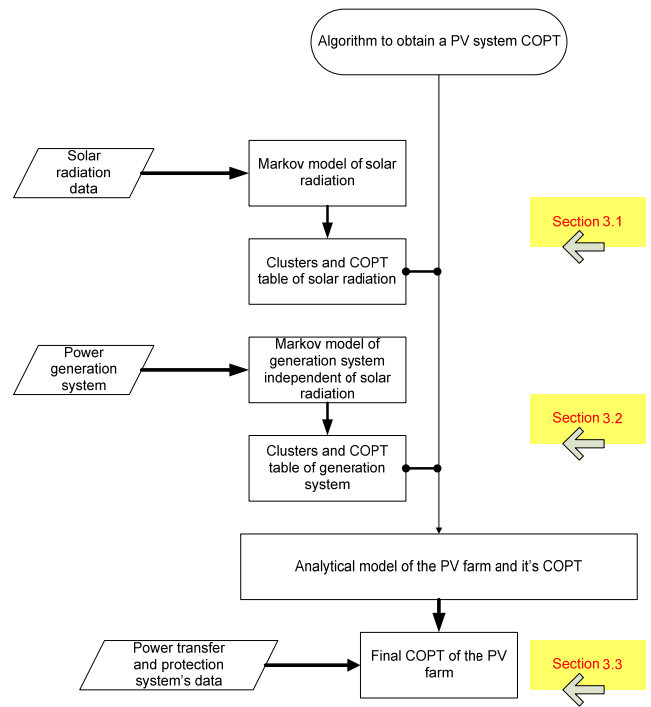 Algorithm to obtain a PV system COPT
Solar
radiation
data
Markov model of solar
radiation
Section 3.1
Clusters and COPT
table of solar radiation
Power
generation
system
Markov model of
generation system
independent of solar
radiation
Section 3.2
Clusters and COPT
table of generation
system
Analytical model of the PV farm and it's COPT
Power transfer
and protection
system's data
Final COPT of the PV
farm
Section 3.3